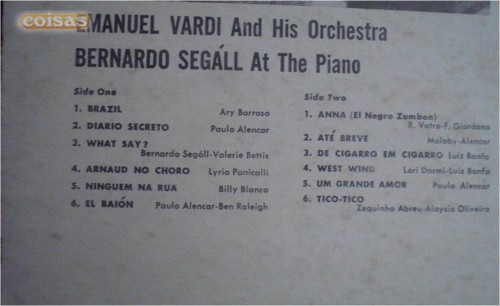 coisas
EMANUEL VARDI And His Orchestra
BERNARDO SEGÁLL At The Piano
Side One
1. BRAZIL Ary Barroso
2. DIARIO SECRETO Paulo Alencar
3. WHAT SAY?
Bernardo Segáll-Valerie Bettis
4. ARNAUD NO CHORO Lyrio Panicalli
5. NINGUEM NA RUA Billy Blanco
6. EL BAIÓN Paulo Alencar-Ben Raleigh
Side Two
1. ANNA (El Negro Zumbon)
R. Vatro-F. Giordano
2. ATÉ BREVE Malaby-Alencar
3. DE CIGARRO EM CIGARRO Luiz Bonfa
4. WEST WIND Lori Dormi-Luiz Bonfa
5. UM GRANDE AMOR Paulo Alencar
6. TICO-TICO
Zequinha Abreu-Aloysio Oliveira